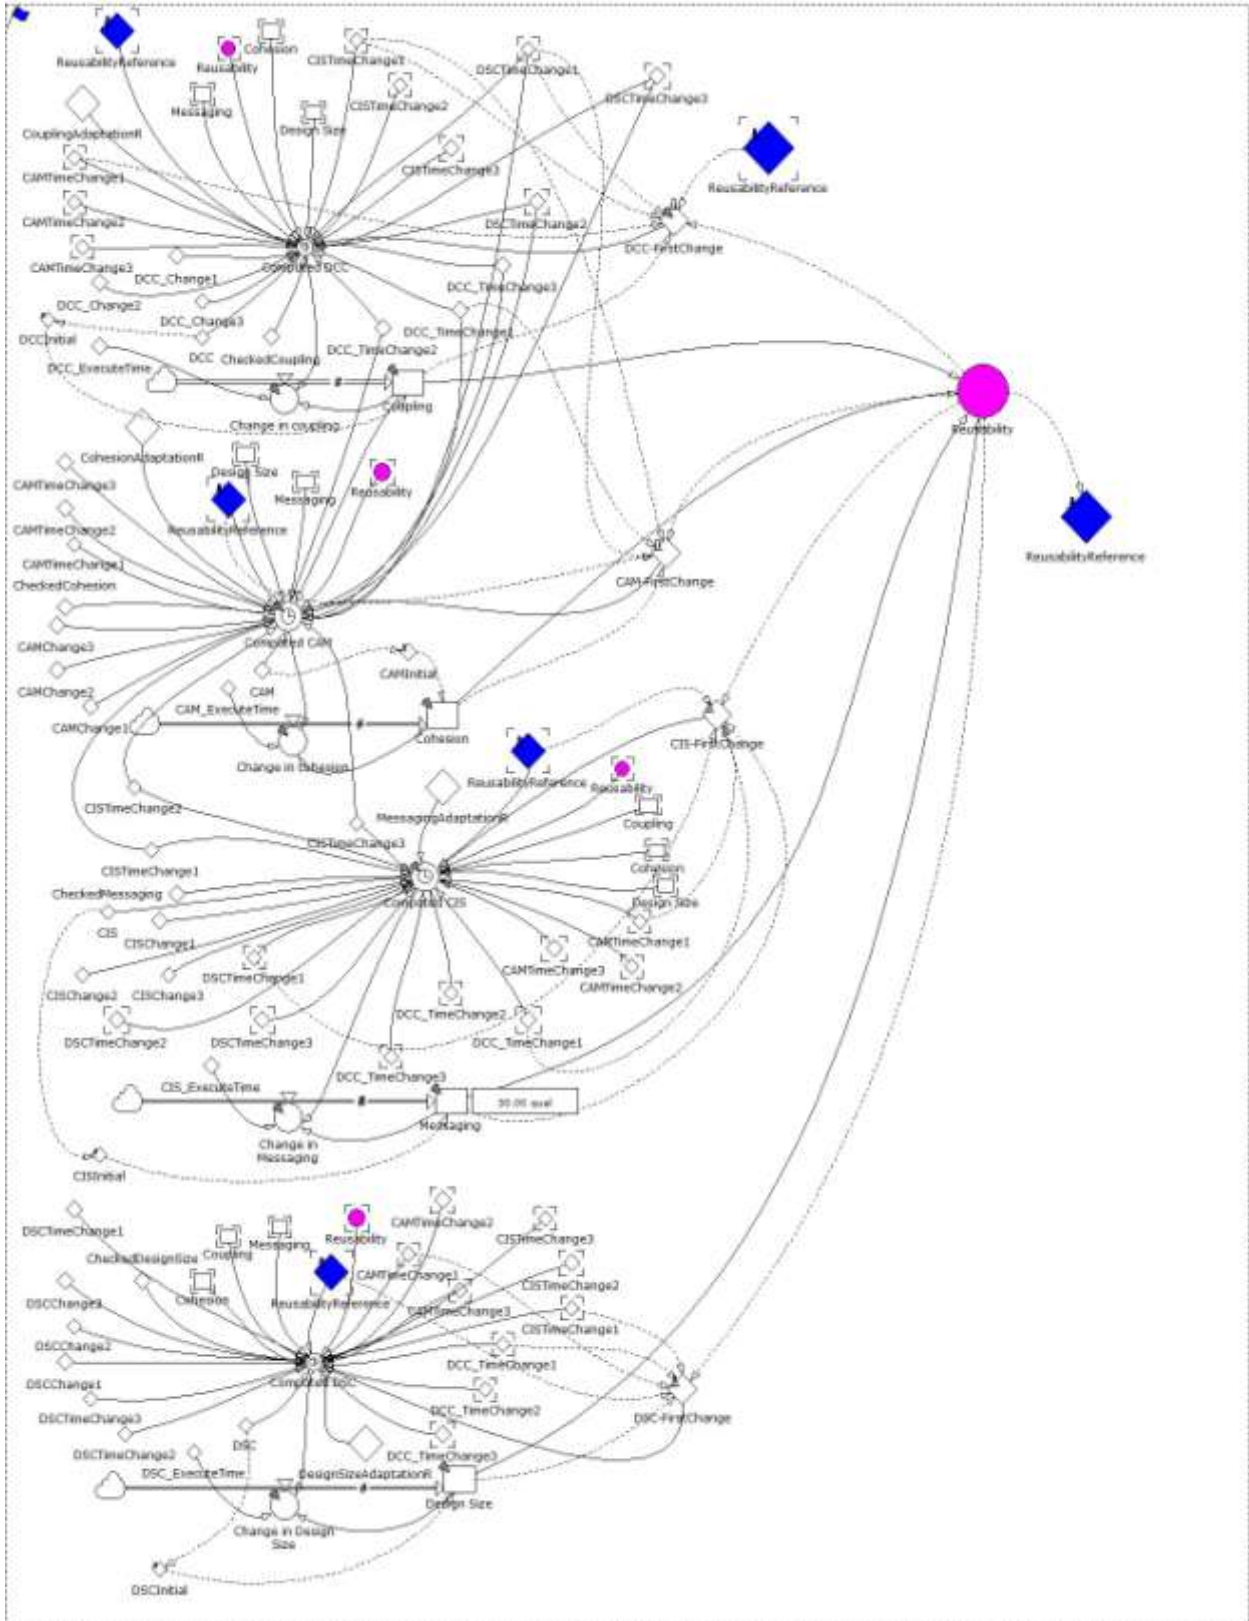 Cohesion
ReusabilityReference
Reusability
CISTimeChange1
DSCTimeChange1
DSCTimeChange3
CISTimeChange2
Messaging
Design Size
CouplingAdaptationR
CISTimeChange3
CAMTimeChange1
ReusabilityReference
CAMTimeChange2
DSCTimeChange2
DCC-FirstChange
CAMTimeChange3
Computed DCC
DCC_Change1
DCC_TimeChange3
DCC_Change2
DCC_Change3
DCC_TimeChange1
DCCInitial
DCC
CheckedCoupling
DCC_TimeChange2
DCC_ExecuteTime
Coupling
Change in coupling
Reusability
CohesionAdaptationR
Design Size
CAMTimeChange3
Messaging
Reusability
CAMTimeChange2
ReusabilityReference
ReusabilityReference
CAMTimeChange1
CheckedCohesion
CAM-FirstChange
Computed CAM
CAMChange3
CAMInitial
CAMChange2
CAM
CAM_ExecuteTime
CAMChange1
Cohesion
CIS-FirstChange
Change in cohesion
ReusabilityReference
Reusability
CISTimeChange2
MessagingAdaptationR
Coupling
CISTimeChange3
CISTimeChange1
Cohesion
CheckedMessaging
Computed CIS
Design Size
CIS
CISChange1
CAMTimeChange1
DSCTimeChange1
CAMTimeChange3
CAMTimeChange2
CISChange2
CISChange3
DCC_TimeChange2
DSCTimeChange2
DSCTimeChange3
DCC_TimeChange1
DCC_TimeChange3
CIS_ExecuteTime
30.00 qual
Messaging
Change in
Messaging
CISInitial
CAMTimeChange2
DSCTimeChange1
Reusability
CISTimeChange3
Messaging
Coupling
CheckedDesignSize
CAMTimeChange1
CISTimeChange2
DSCChange3
Cohesion
ReusabilityReference
CAMTimeChange3
CISTimeChange1
DSCChange2
DCC_TimeChange1
DSCChange1
Computed DSC
DCC_TimeChange2
DSC-FirstChange
DSCTimeChange3
DSC
DSCTimeChange2
DCC_TimeChange3
DSC_ExecuteTime
DesignSizeAdaptationR
Design Size
Change in Design
Size
DSCInitial